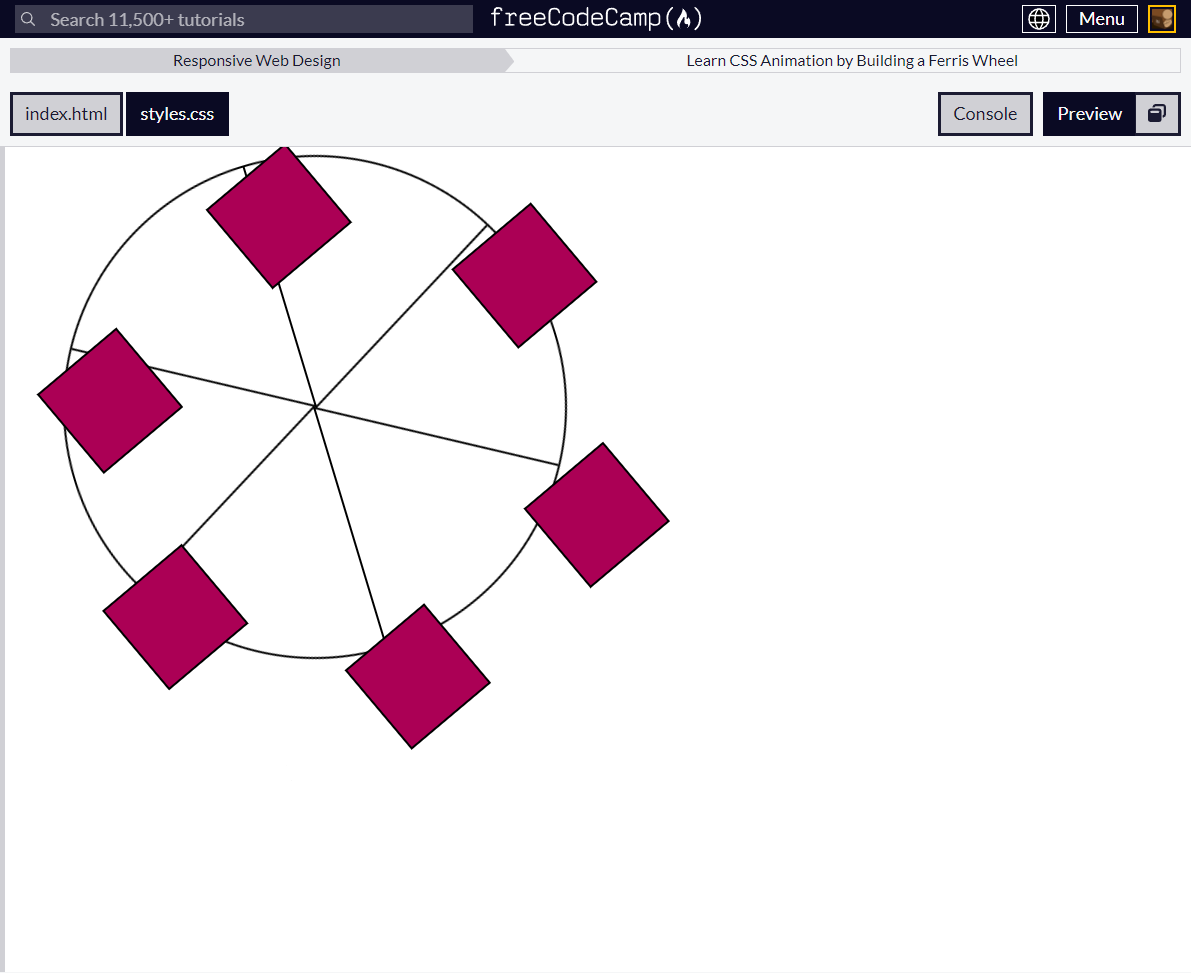 Search 11,500+ tutorials
freeCodeCamp
Menu
Responsive Web Design
Learn CSS Animation by Building a Ferris Wheel
index.html
styles.css
Console
Preview